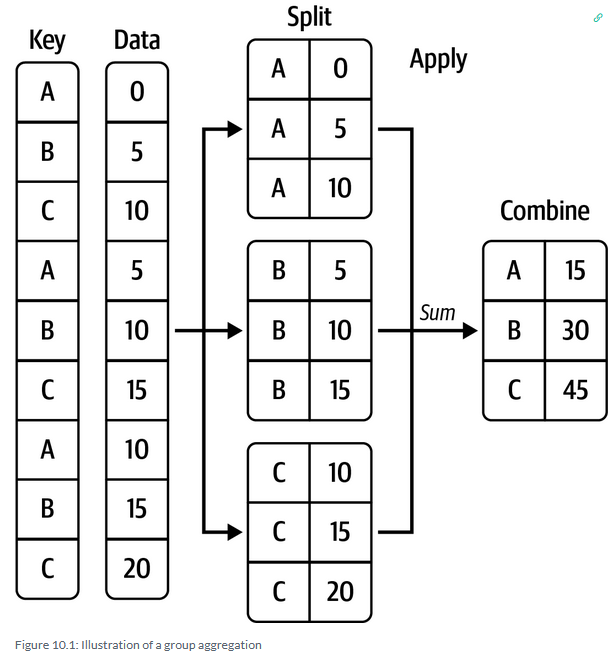 Key Data
A 0
B 5
C 10
A 5
B 10
C 15
A 10
B 15
C 20
Split
A 0
A 5
A 10
B 5
B 10
B 15
C 10
C 15
C 20
Apply
Sum
Combine
A 15
B 30
C 45
Figure 10.1: Illustration of a group aggregation